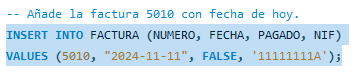 -- Añade la factura 5010 con fecha de hoy.
INSERT INTO FACTURA (NUMERO, FECHA, PAGADO, NIF)
VALUES (5010, "2024-11-11", FALSE, '11111111A');